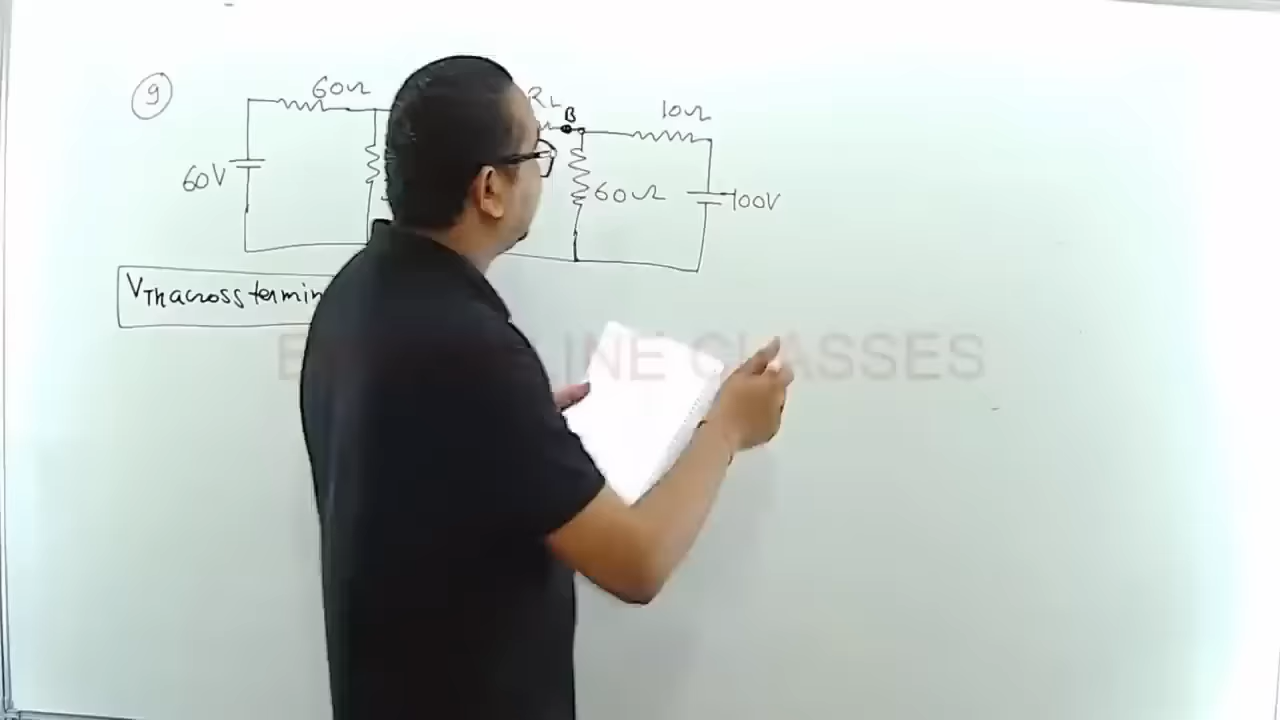 9
60Ω
RL
B
10Ω
60V
60Ω
100V
VTH across termin
INE CLASSES